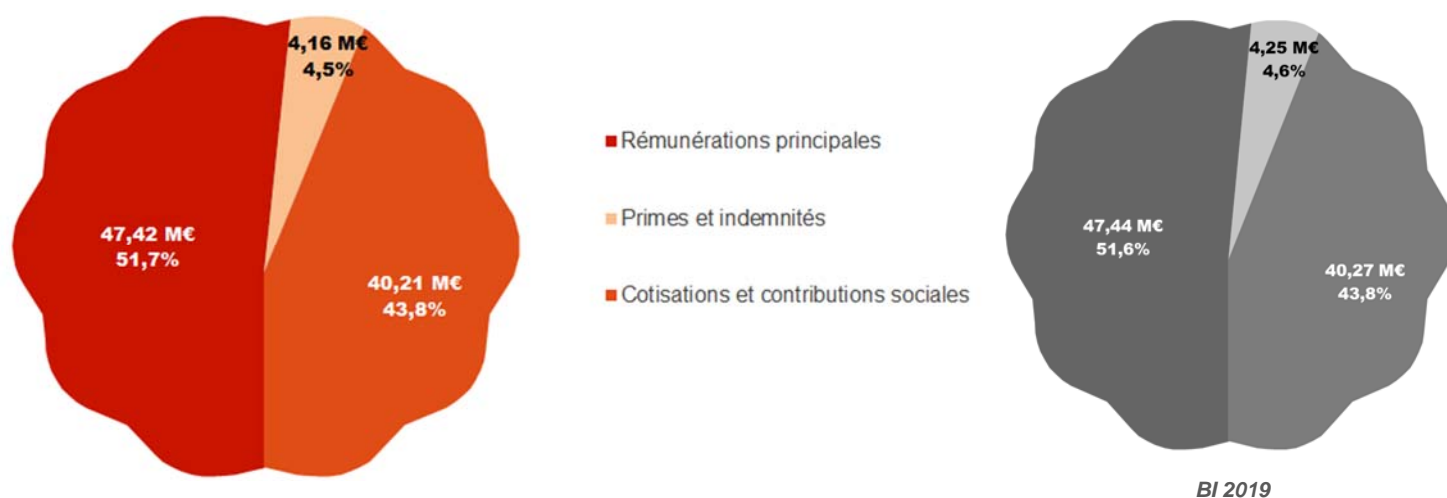 4,16 M€
4,5%
47,42 M€
51,7%
40,21 M€
43,8%
Rémunérations principales
Primes et indemnités
Cotisations et contributions sociales
4,25 M€
4,6%
47,44 M€
51,6%
40,27 M€
43,8%
BI 2019